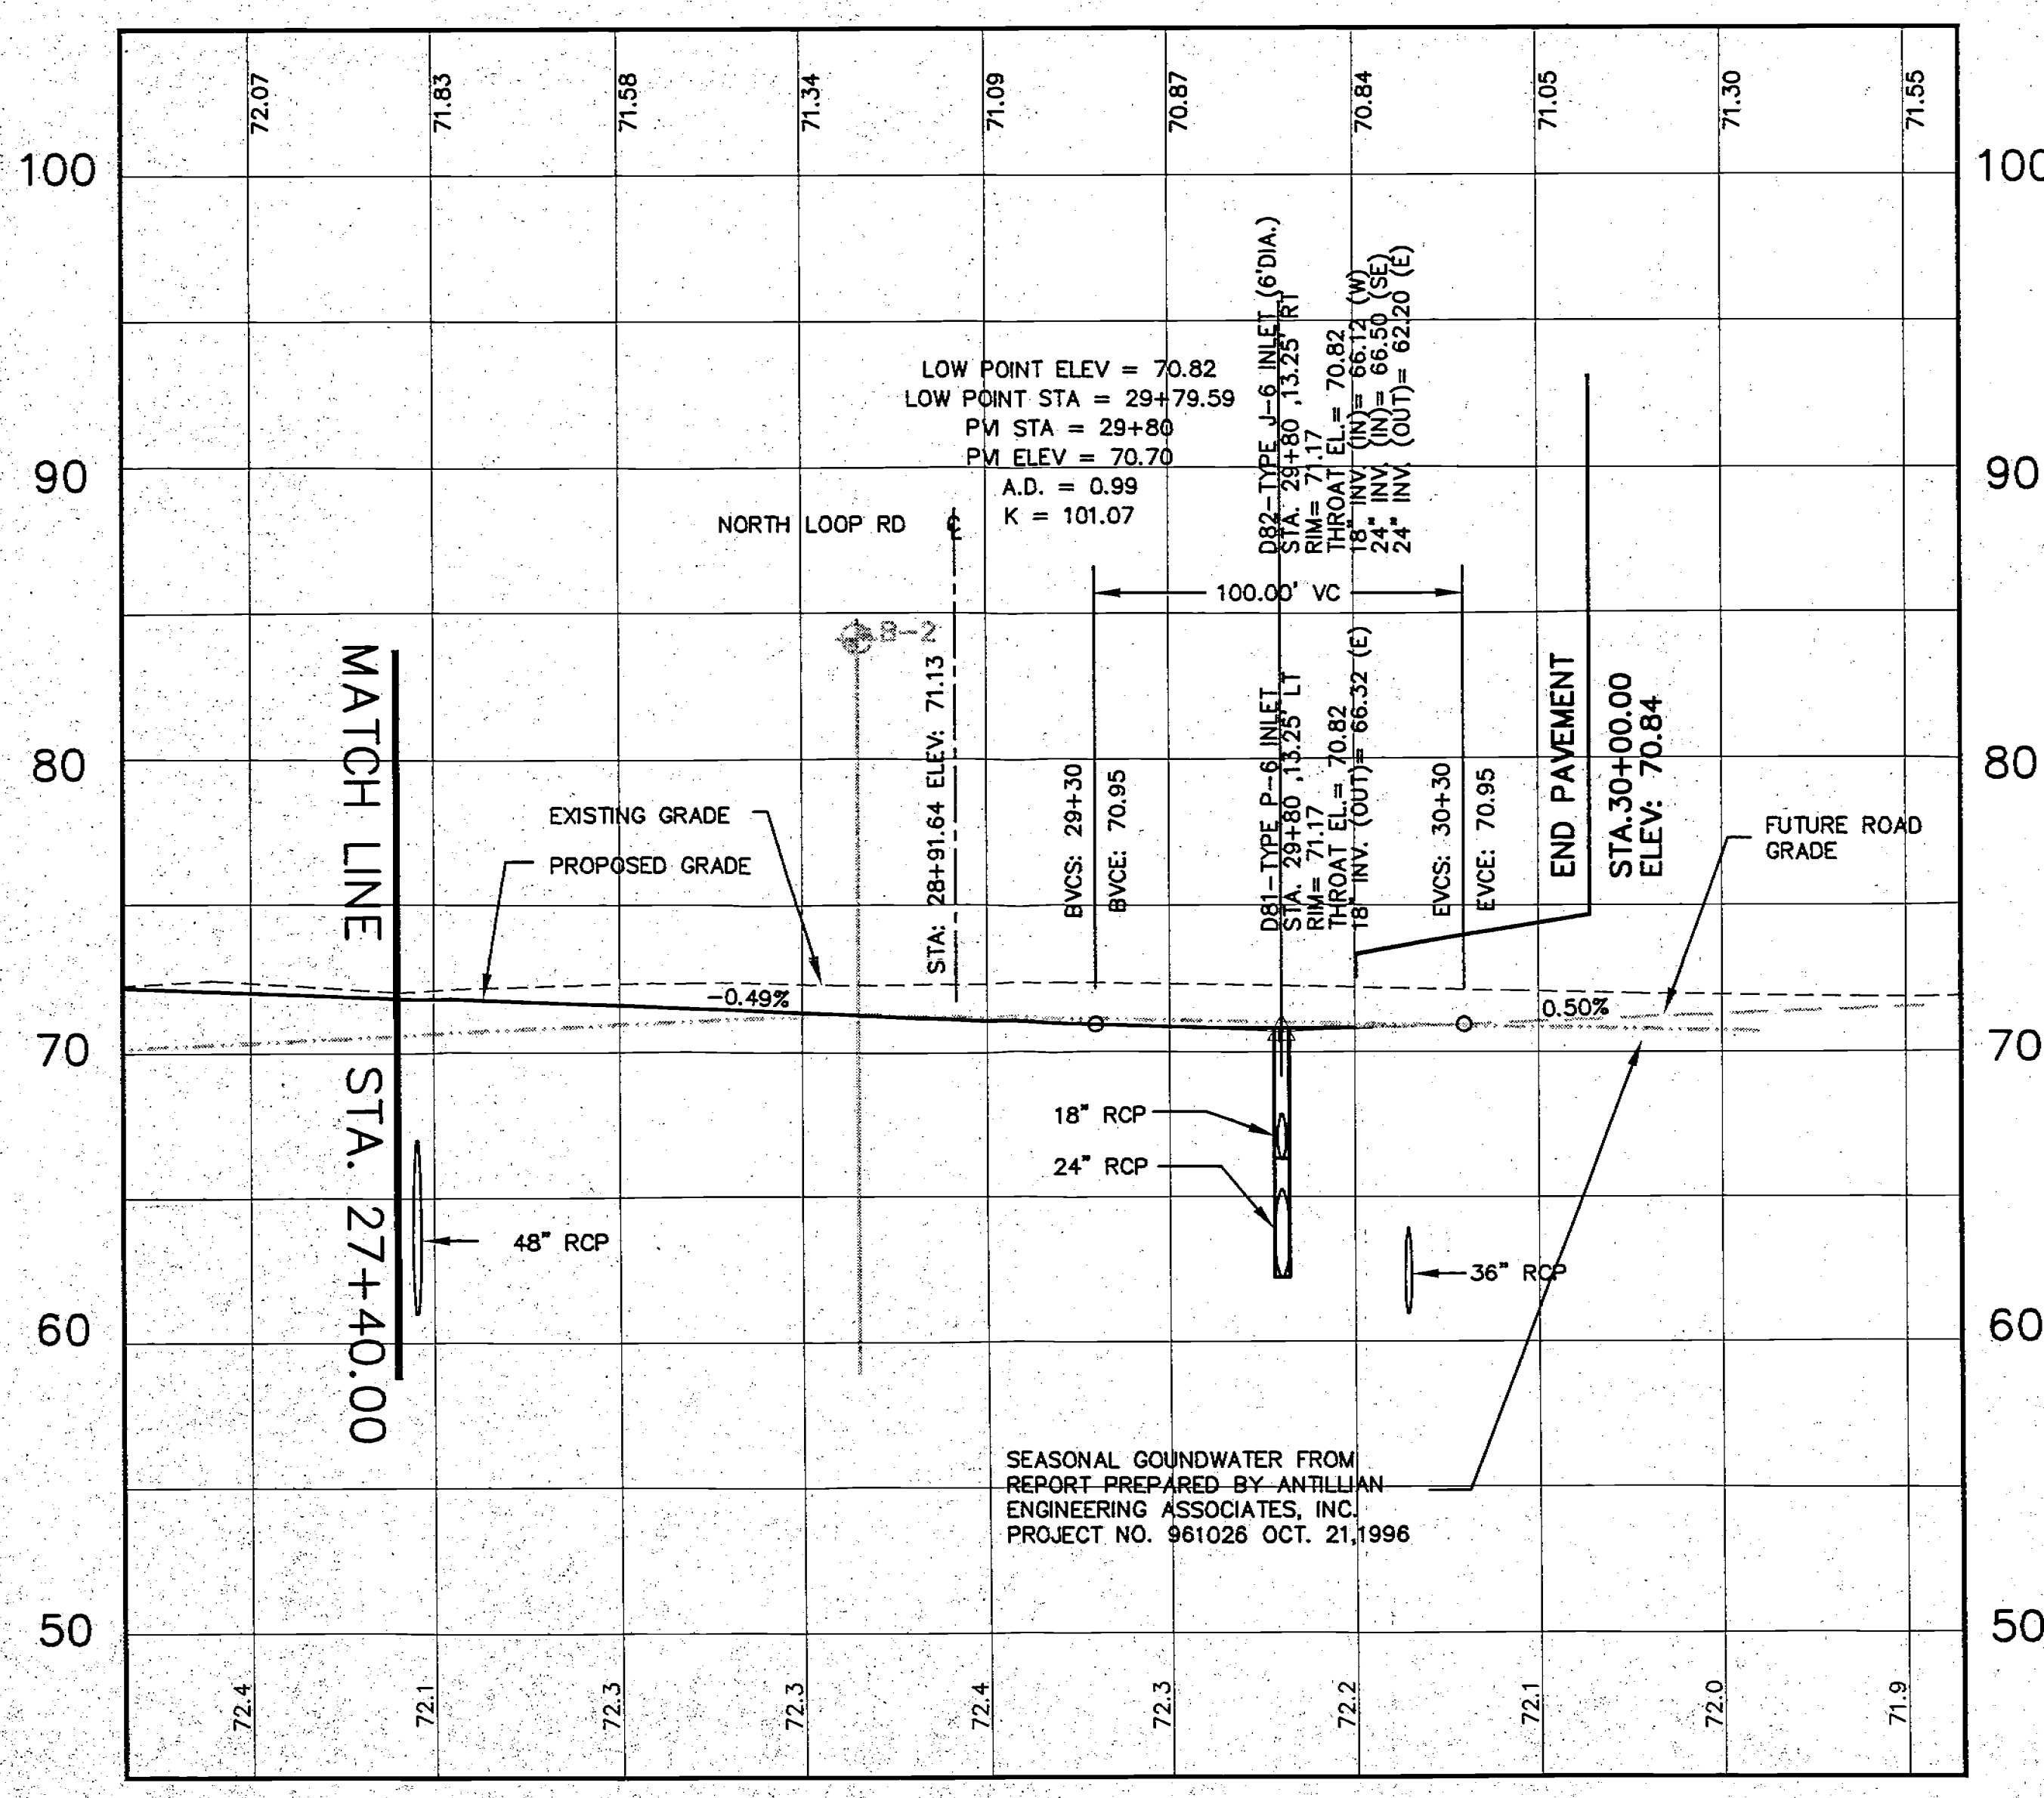 72.07
71.83
71.58
71.34
71.09
70.87
70.84
71.05
71.30
71.55
100
100
90
90
80
80
70
70
60
60
50
50
LOW POINT ELEV = 70.82
LOW POINT STA = 29+79.59
PVI STA = 29+80
PVI ELEV = 70.70
A.D. = 0.99
K = 101.07
NORTH LOOP RD
D82-TYPE J-6 INLET (6'DIA.)
STA. 29+80 ,13.25' RT
RIM= 71.17
THROAT EL.= 70.82
18" INV. (IN)= 66.12 (W)
24" INV. (IN)= 66.50 (SE)
24" INV. (OUT)= 62.20 (E)
100.00' VC
B-2
STA: 28+91.64 ELEV: 71.13
BVCS: 29+30
BVCE: 70.95
D81-TYPE P-6 INLET
STA. 29+80 ,13.25' LT
RIM= 71.17
THROAT EL.= 70.82
18" INV. (OUT)= 66.32 (E)
EVCS: 30+30
EVCE: 70.95
END PAVEMENT
STA.30+00.00
ELEV: 70.84
MATCH LINE STA. 27+40.00
EXISTING GRADE
PROPOSED GRADE
FUTURE ROAD
GRADE
-0.49%
0.50%
18" RCP
24" RCP
48" RCP
36" RCP
SEASONAL GOUNDWATER FROM
REPORT PREPARED BY ANTILLIAN
ENGINEERING ASSOCIATES, INC.
PROJECT NO. 961026 OCT. 21,1996
72.4
72.1
72.3
72.3
72.4
72.3
72.2
72.1
72.0
71.9